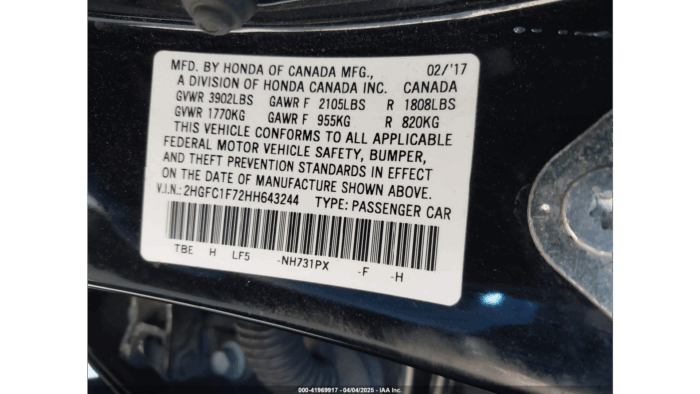 MFD. BY HONDA OF CANADA MFG., 02/'17
A DIVISION OF HONDA CANADA INC. CANADA
GVWR 3902LBS GAWR F 2105LBS R 1808LBS
GVWR 1770KG GAWR F 955KG R 820KG
THIS VEHICLE CONFORMS TO ALL APPLICABLE
FEDERAL MOTOR VEHICLE SAFETY, BUMPER,
AND THEFT PREVENTION STANDARDS IN EFFECT
ON THE DATE OF MANUFACTURE SHOWN ABOVE.
V.I.N.: 2HGFC1F72HH643244 TYPE: PASSENGER CAR
TBE H LF5 -NH731PX -F -H
000-41969917 - 04/04/2025 - IAA Inc.